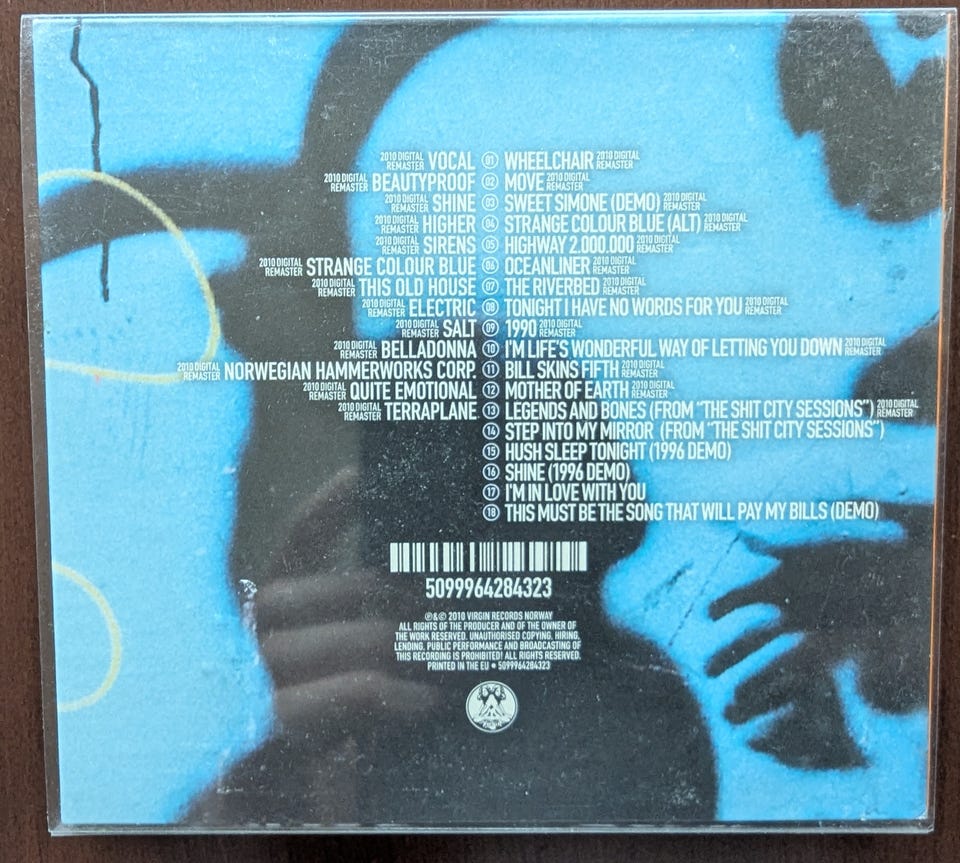 VOCAL 2010 DIGITAL REMASTER 01 WHEELCHAIR 2010 DIGITAL REMASTER
BEAUTYPROOF 2010 DIGITAL REMASTER 02 MOVE 2010 DIGITAL REMASTER
SHINE 2010 DIGITAL REMASTER 03 SWEET SIMONE (DEMO) 2010 DIGITAL REMASTER
HIGHER 2010 DIGITAL REMASTER 04 STRANGE COLOUR BLUE (ALT) 2010 DIGITAL REMASTER
SIRENS 2010 DIGITAL REMASTER 05 HIGHWAY 2.000.000 2010 DIGITAL REMASTER
STRANGE COLOUR BLUE 2010 DIGITAL REMASTER 06 OCEANLINER 2010 DIGITAL REMASTER
THIS OLD HOUSE 2010 DIGITAL REMASTER 07 THE RIVERBED 2010 DIGITAL REMASTER
ELECTRIC 2010 DIGITAL REMASTER 08 TONIGHT I HAVE NO WORDS FOR YOU 2010 DIGITAL REMASTER
SALT 2010 DIGITAL REMASTER 09 1990 2010 DIGITAL REMASTER
BELLADONNA 2010 DIGITAL REMASTER 10 I'M LIFE'S WONDERFUL WAY OF LETTING YOU DOWN 2010 DIGITAL REMASTER
NORWEGIAN HAMMERWORKS CORP. 2010 DIGITAL REMASTER 11 BILL SKINS FIFTH 2010 DIGITAL REMASTER
QUITE EMOTIONAL 2010 DIGITAL REMASTER 12 MOTHER OF EARTH 2010 DIGITAL REMASTER
TERRAPLANE 2010 DIGITAL REMASTER 13 LEGENDS AND BONES (FROM "THE SHIT CITY SESSIONS") 2010 DIGITAL REMASTER
14 STEP INTO MY MIRROR (FROM "THE SHIT CITY SESSIONS")
15 HUSH SLEEP TONIGHT (1996 DEMO)
16 SHINE (1996 DEMO)
17 I'M IN LOVE WITH YOU
18 THIS MUST BE THE SONG THAT WILL PAY MY BILLS (DEMO)
5099964284323
℗&© 2010 VIRGIN RECORDS NORWAY
ALL RIGHTS OF THE PRODUCER AND OF THE OWNER OF
THE WORK RESERVED. UNAUTHORISED COPYING, HIRING,
LENDING, PUBLIC PERFORMANCE AND BROADCASTING OF
THIS RECORDING IS PROHIBITED! ALL RIGHTS RESERVED.
PRINTED IN THE EU • 5099964284323